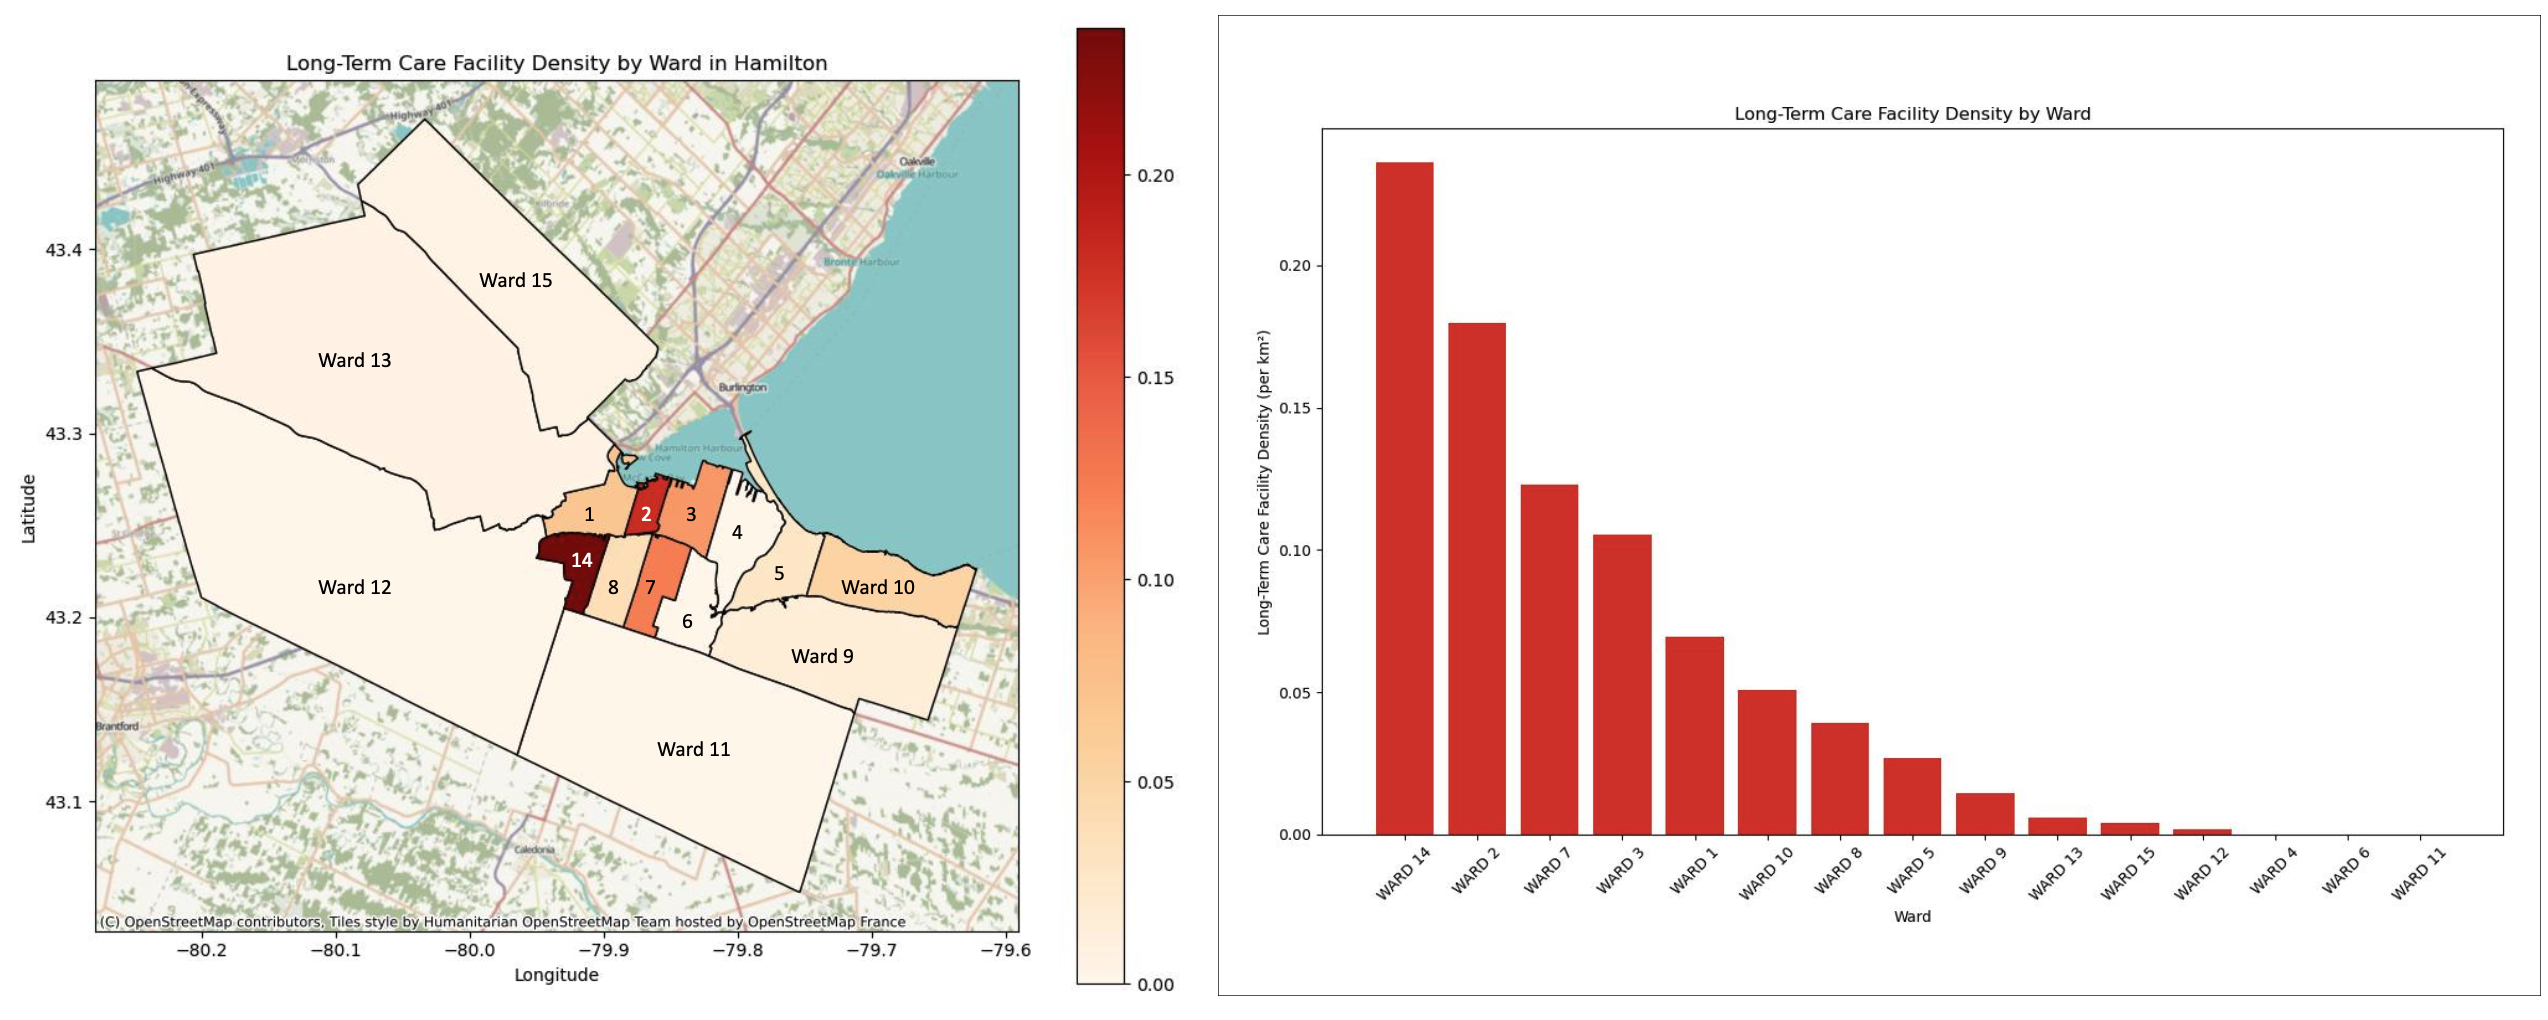 Long-Term Care Facility Density by Ward in Hamilton
Highway 401
Morriston
Highway 401
Oakville
Oakville Harbour
Bronte Harbour
Burlington
Hamilton Harbour
Brantford
Caledonia
Ward 15
Ward 13
Ward 12
1
2
3
4
14
8
7
5
Ward 10
6
Ward 9
Ward 11
(C) OpenStreetMap contributors, Tiles style by Humanitarian OpenStreetMap Team hosted by OpenStreetMap France
43.4
43.3
43.2
43.1
Latitude
−80.2 −80.1 −80.0 −79.9 −79.8 −79.7 −79.6
Longitude
0.20
0.15
0.10
0.05
0.00
Long-Term Care Facility Density by Ward
Long-Term Care Facility Density (per km²)
0.20
0.15
0.10
0.05
0.00
WARD 14 WARD 2 WARD 7 WARD 3 WARD 1 WARD 10 WARD 8 WARD 5 WARD 9 WARD 13 WARD 15 WARD 12 WARD 4 WARD 6 WARD 11
Ward